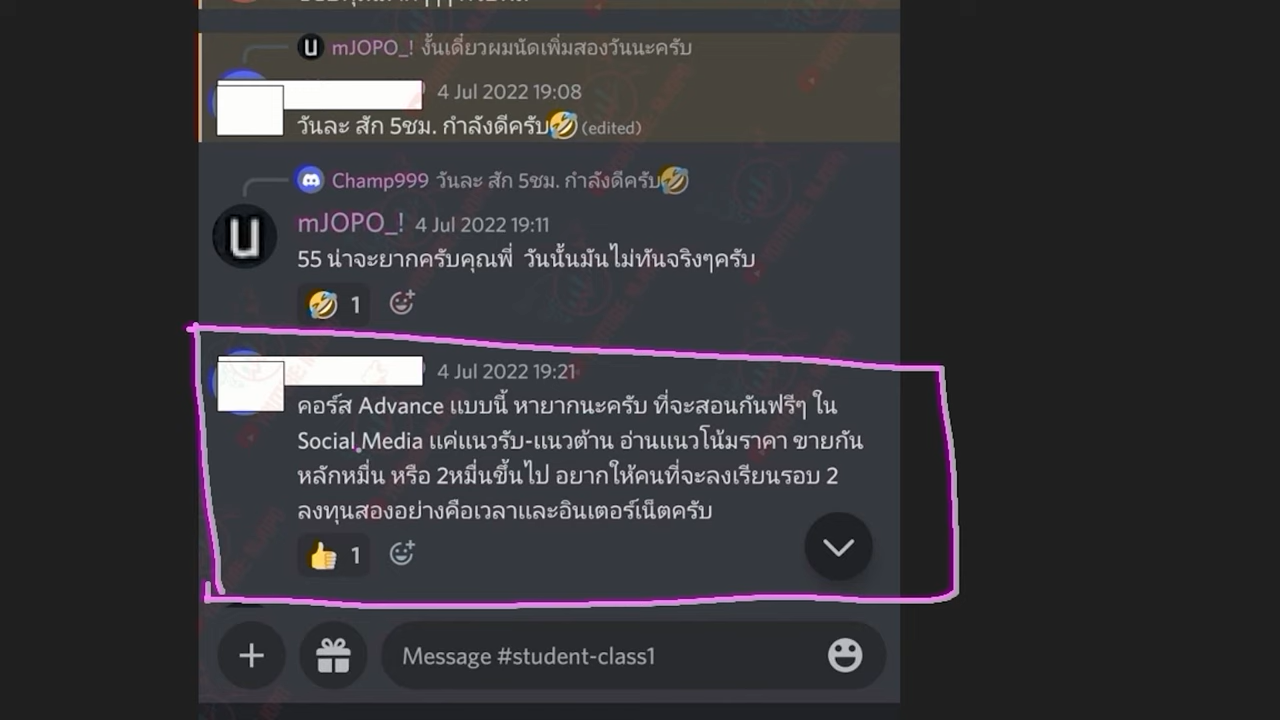 mJOPO_! งั้นเดี๋ยวผมนัดเพิ่มสองวันนะครับ
4 Jul 2022 19:08
วันละ สัก 5ชม. กำลังดีครับ🤣 (edited)
Champ999 วันละ สัก 5ชม. กำลังดีครับ🤣
mJOPO_! 4 Jul 2022 19:11
55 น่าจะยากครับคุณพี่ วันนั้นมันไม่ทันจริงๆครับ
🤣 1
4 Jul 2022 19:21
คอร์ส Advance แบบนี้ หายากนะครับ ที่จะสอนกันฟรีๆ ใน
Social Media แค่แนวรับ-แนวต้าน อ่านแนวโน้มราคา ขายกัน
หลักหมื่น หรือ 2หมื่นขึ้นไป อยากให้คนที่จะลงเรียนรอบ 2
ลงทุนสองอย่างคือเวลาและอินเตอร์เน็ตครับ
👍 1
Message #student-class1